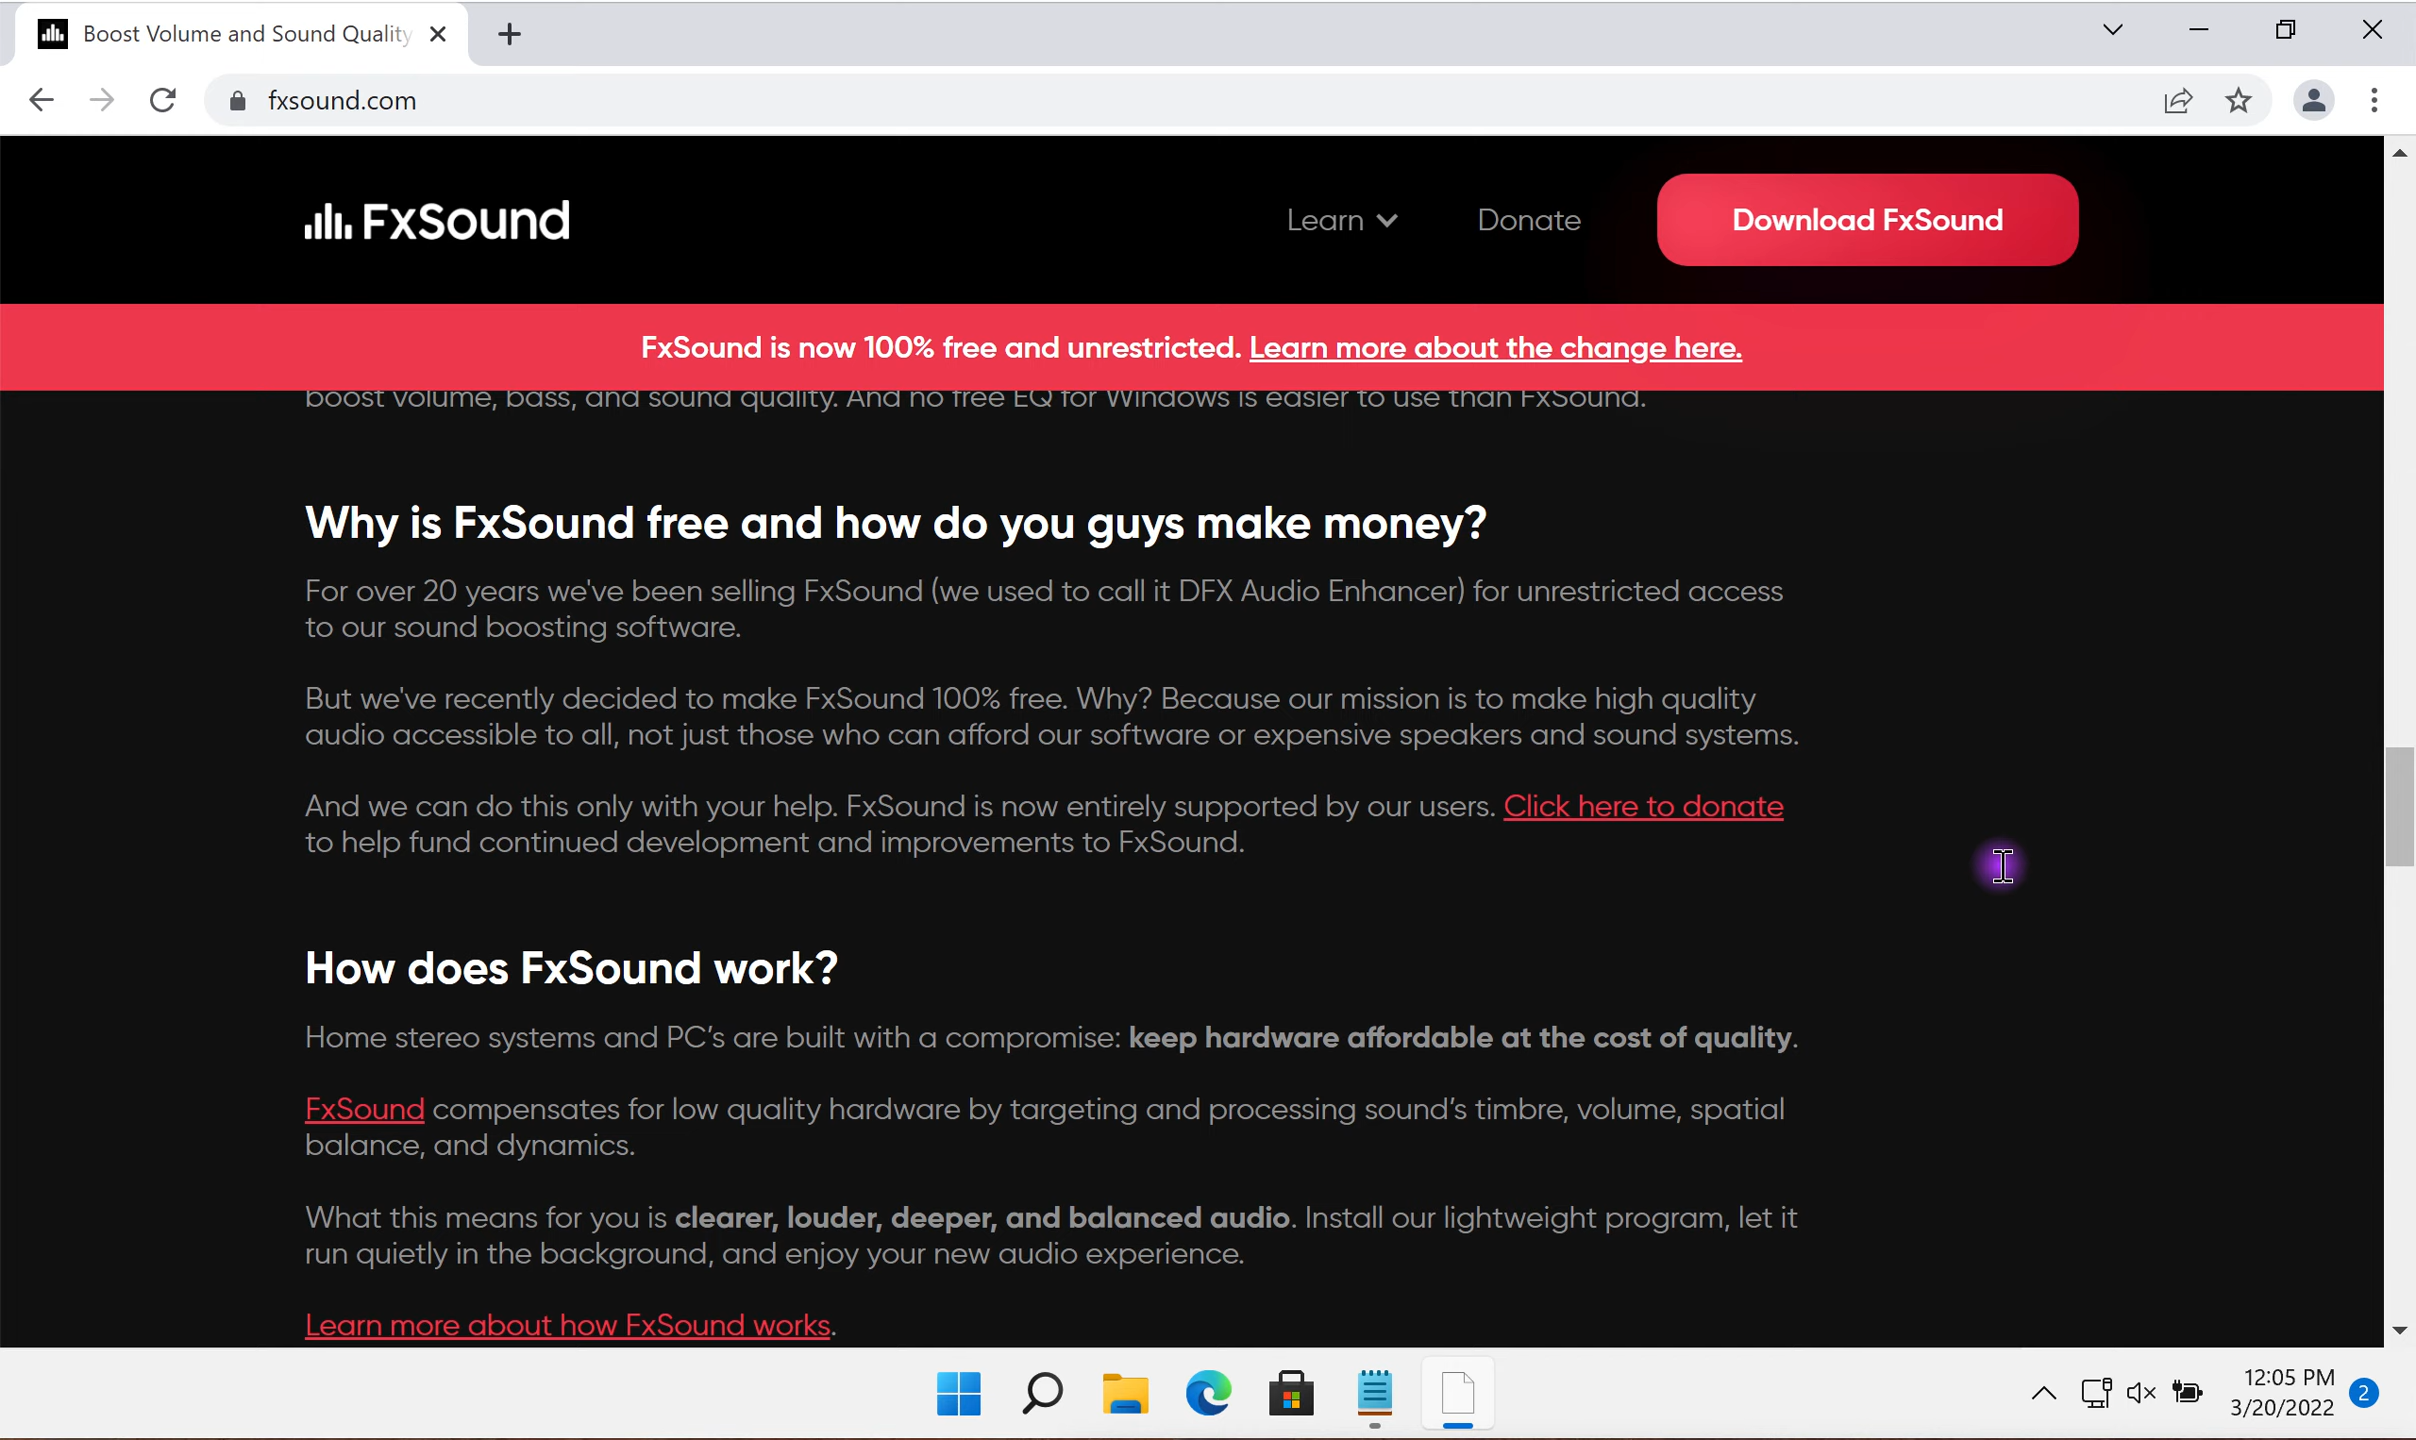 Boost Volume and Sound Quality
fxsound.com
FxSound
Learn
Donate
Download FxSound
FxSound is now 100% free and unrestricted. Learn more about the change here.
boost volume, bass, and sound quality. And no free EQ for Windows is easier to use than FxSound.
Why is FxSound free and how do you guys make money?
For over 20 years we've been selling FxSound (we used to call it DFX Audio Enhancer) for unrestricted access
to our sound boosting software.
But we've recently decided to make FxSound 100% free. Why? Because our mission is to make high quality
audio accessible to all, not just those who can afford our software or expensive speakers and sound systems.
And we can do this only with your help. FxSound is now entirely supported by our users. Click here to donate
to help fund continued development and improvements to FxSound.
How does FxSound work?
Home stereo systems and PC's are built with a compromise: keep hardware affordable at the cost of quality.
FxSound compensates for low quality hardware by targeting and processing sound's timbre, volume, spatial
balance, and dynamics.
What this means for you is clearer, louder, deeper, and balanced audio. Install our lightweight program, let it
run quietly in the background, and enjoy your new audio experience.
Learn more about how FxSound works.
12:05 PM
3/20/2022
2